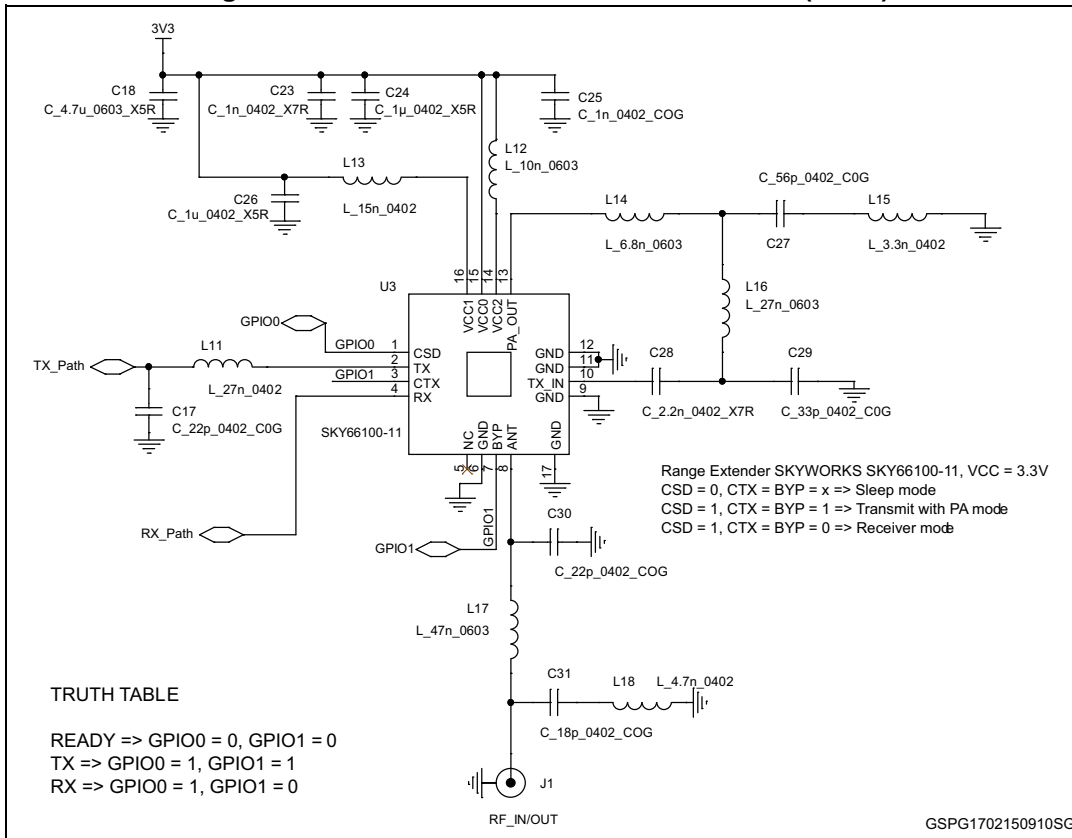 3V3
C18
C_4.7u_0603_X5R
C23
C_1n_0402_X7R
C24
C_1µ_0402_X5R
C25
C_1n_0402_COG
L12
L_10n_0603
L13
L_15n_0402
C26
C_1u_0402_X5R
L14
L_6.8n_0603
C_56p_0402_C0G
C27
L15
L_3.3n_0402
L16
L_27n_0603
U3
16
15
14
13
VCC1
VCC0
VCC2
PA_OUT
GPIO0
GPIO0
1
CSD
TX_Path
L11
L_27n_0402
2
TX
GPIO1
3
CTX
4
RX
C17
C_22p_0402_C0G
SKY66100-11
GND
12
GND
11
TX_IN
10
GND
9
C28
C_2.2n_0402_X7R
C29
C_33p_0402_C0G
NC
GND
BYP
ANT
GND
5
6
7
8
17
RX_Path
GPIO1
GPIO1
Range Extender SKYWORKS SKY66100-11, VCC = 3.3V
CSD = 0, CTX = BYP = x => Sleep mode
CSD = 1, CTX = BYP = 1 => Transmit with PA mode
CSD = 1, CTX = BYP = 0 => Receiver mode
C30
C_22p_0402_COG
L17
L_47n_0603
C31
C_18p_0402_COG
L18
L_4.7n_0402
TRUTH TABLE
READY => GPIO0 = 0, GPIO1 = 0
TX => GPIO0 = 1, GPIO1 = 1
RX => GPIO0 = 1, GPIO1 = 0
J1
RF_IN/OUT
GSPG1702150910SG